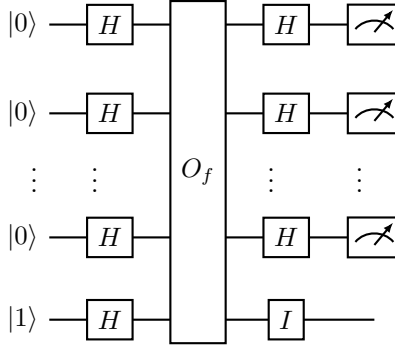 |0⟩ H H
|0⟩ H H
⋮ ⋮ O_f ⋮ ⋮
|0⟩ H H
|1⟩ H I